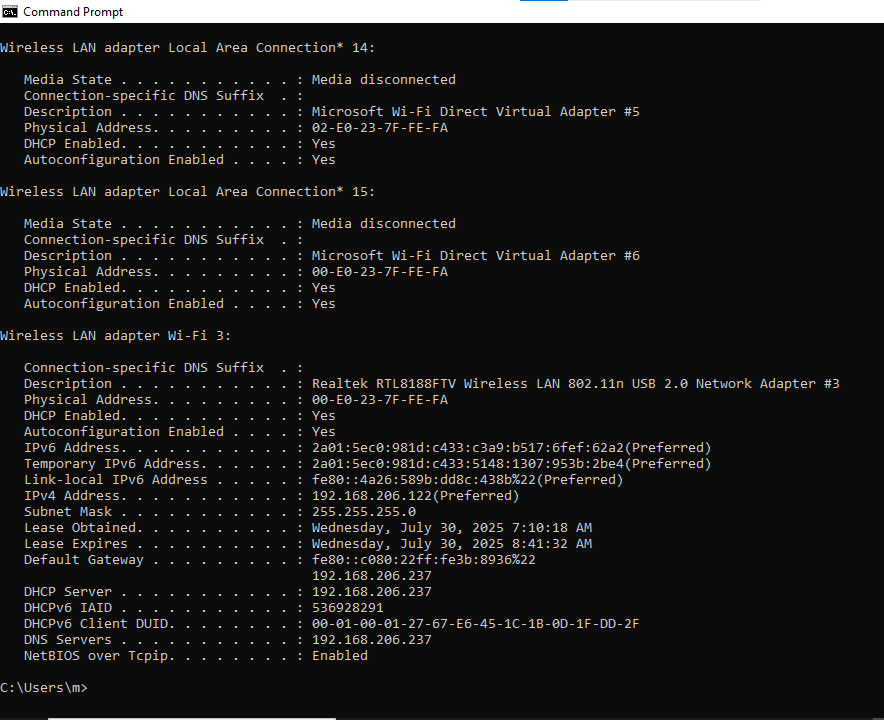 Command Prompt
Wireless LAN adapter Local Area Connection* 14:
   Media State . . . . . . . . . . . : Media disconnected
   Connection-specific DNS Suffix  . :
   Description . . . . . . . . . . . : Microsoft Wi-Fi Direct Virtual Adapter #5
   Physical Address. . . . . . . . . : 02-E0-23-7F-FE-FA
   DHCP Enabled. . . . . . . . . . . : Yes
   Autoconfiguration Enabled . . . . : Yes
Wireless LAN adapter Local Area Connection* 15:
   Media State . . . . . . . . . . . : Media disconnected
   Connection-specific DNS Suffix  . :
   Description . . . . . . . . . . . : Microsoft Wi-Fi Direct Virtual Adapter #6
   Physical Address. . . . . . . . . : 00-E0-23-7F-FE-FA
   DHCP Enabled. . . . . . . . . . . : Yes
   Autoconfiguration Enabled . . . . : Yes
Wireless LAN adapter Wi-Fi 3:
   Connection-specific DNS Suffix  . :
   Description . . . . . . . . . . . : Realtek RTL8188FTV Wireless LAN 802.11n USB 2.0 Network Adapter #3
   Physical Address. . . . . . . . . : 00-E0-23-7F-FE-FA
   DHCP Enabled. . . . . . . . . . . : Yes
   Autoconfiguration Enabled . . . . : Yes
   IPv6 Address. . . . . . . . . . . : 2a01:5ec0:981d:c433:c3a9:b517:6fef:62a2(Preferred)
   Temporary IPv6 Address. . . . . . : 2a01:5ec0:981d:c433:5148:1307:953b:2be4(Preferred)
   Link-local IPv6 Address . . . . . : fe80::4a26:589b:dd8c:438b%22(Preferred)
   IPv4 Address. . . . . . . . . . . : 192.168.206.122(Preferred)
   Subnet Mask . . . . . . . . . . . : 255.255.255.0
   Lease Obtained. . . . . . . . . . : Wednesday, July 30, 2025 7:10:18 AM
   Lease Expires . . . . . . . . . . : Wednesday, July 30, 2025 8:41:32 AM
   Default Gateway . . . . . . . . . : fe80::c080:22ff:fe3b:8936%22
                                       192.168.206.237
   DHCP Server . . . . . . . . . . . : 192.168.206.237
   DHCPv6 IAID . . . . . . . . . . . : 536928291
   DHCPv6 Client DUID. . . . . . . . : 00-01-00-01-27-67-E6-45-1C-1B-0D-1F-DD-2F
   DNS Servers . . . . . . . . . . . : 192.168.206.237
   NetBIOS over Tcpip. . . . . . . . : Enabled
C:\Users\m>